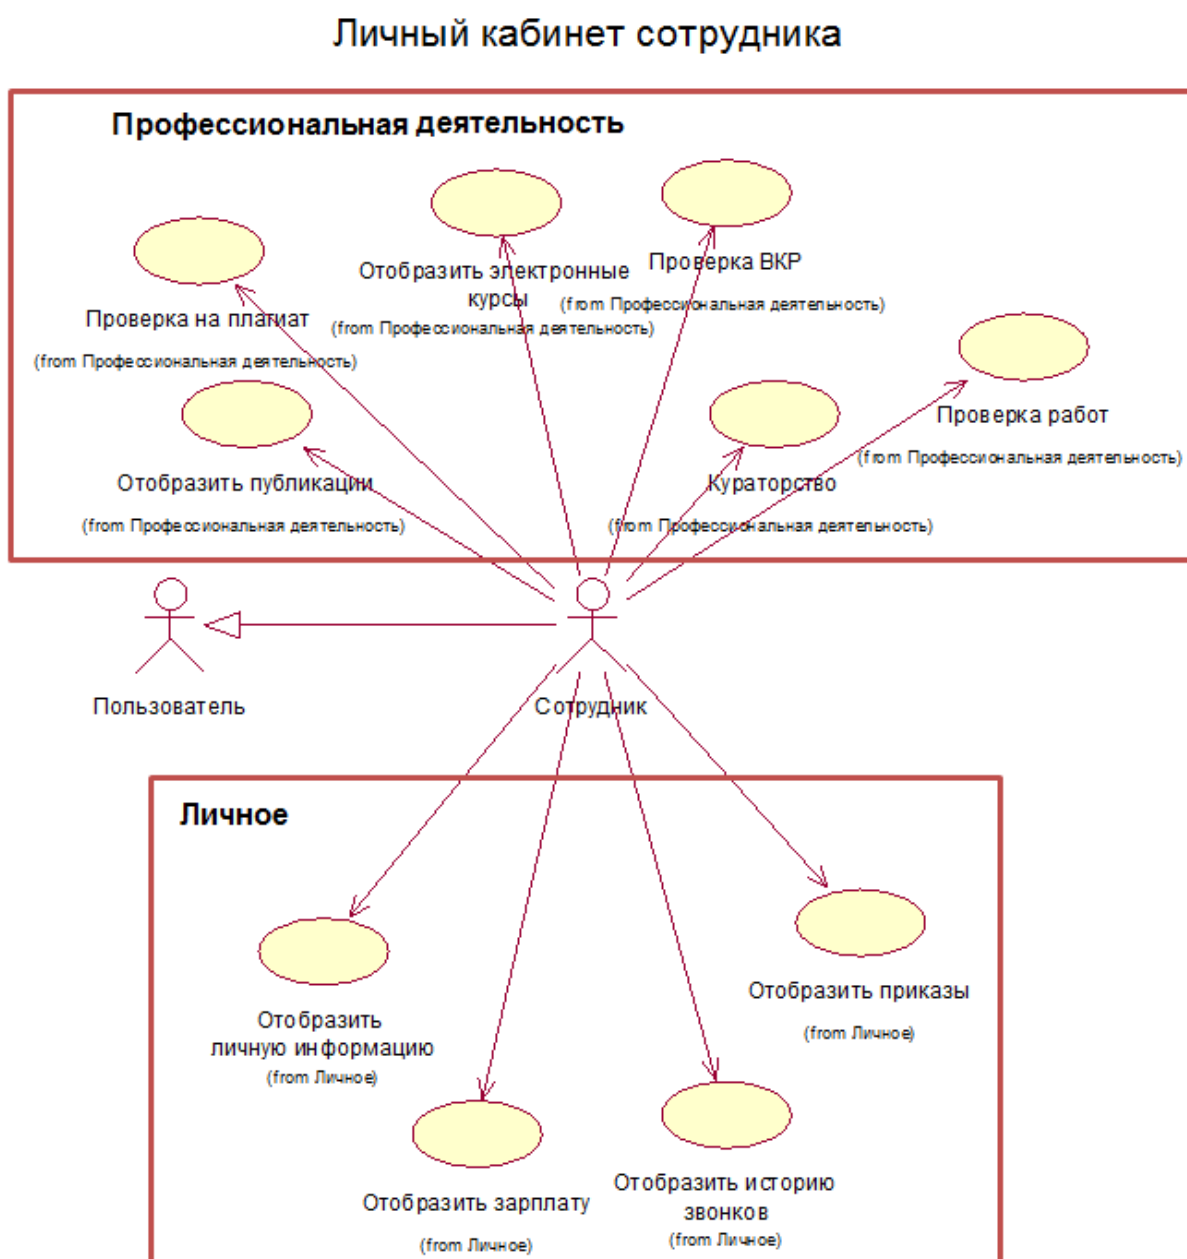 Личный кабинет сотрудника
Профессиональная деятельность
Проверка на плагиат
(from Профессиональная деятельность)
Отобразить электронные
курсы
(from Профессиональная деятельность)
Проверка ВКР
(from Профессиональная деятельность)
Проверка работ
(from Профессиональная деятельность)
Отобразить публикации
(from Профессиональная деятельность)
Кураторство
(from Профессиональная деятельность)
Пользователь
Сотрудник
Личное
Отобразить
личную информацию
(from Личное)
Отобразить приказы
(from Личное)
Отобразить зарплату
(from Личное)
Отобразить историю
звонков
(from Личное)